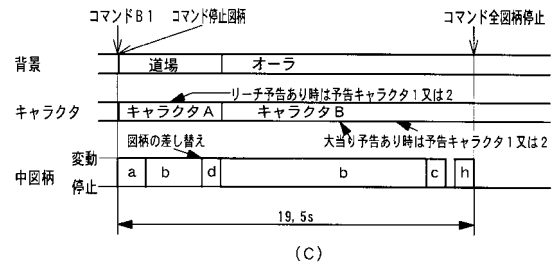 コマンドB1 コマンド停止図柄 コマンド全図柄停止
背景 道場 オーラ
リーチ予告あり時は予告キャラクタ1又は2
キャラクタ キャラクタA キャラクタB
図柄の差し替え 大当り予告あり時は予告キャラクタ1又は2
変動
中図柄 a b d b c h
停止
19,5s
(C)